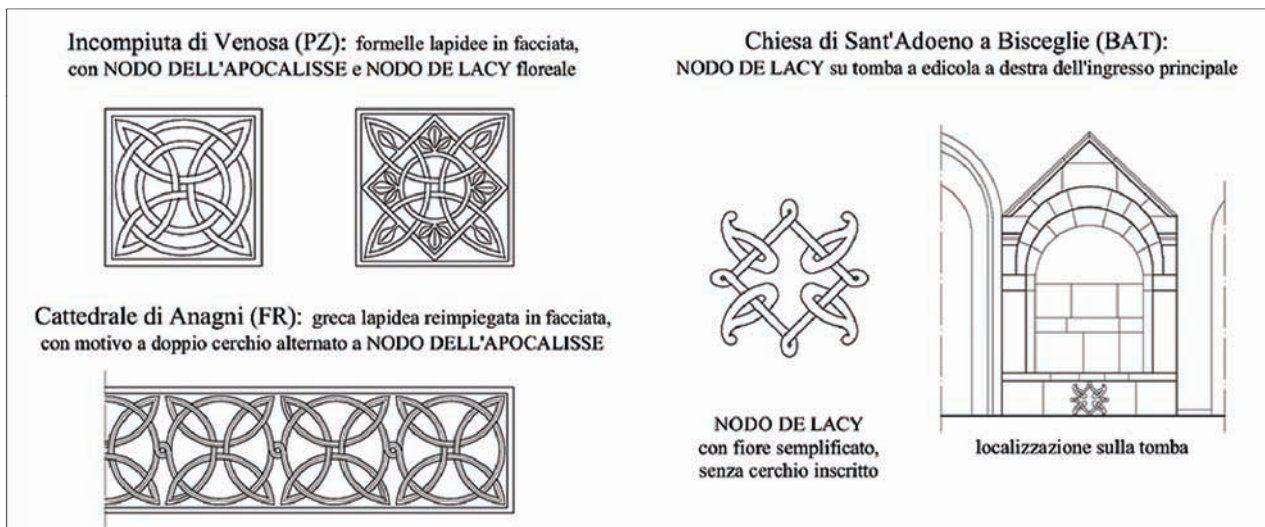 Incompiuta di Venosa (PZ): formelle lapidee in facciata,
con NODO DELL'APOCALISSE e NODO DE LACY floreale
Cattedrale di Anagni (FR): greca lapidea reimpiegata in facciata,
con motivo a doppio cerchio alternato a NODO DELL'APOCALISSE
Chiesa di Sant'Adoeno a Bisceglie (BAT):
NODO DE LACY su tomba a edicola a destra dell'ingresso principale
NODO DE LACY
con fiore semplificato,
senza cerchio inscritto
localizzazione sulla tomba